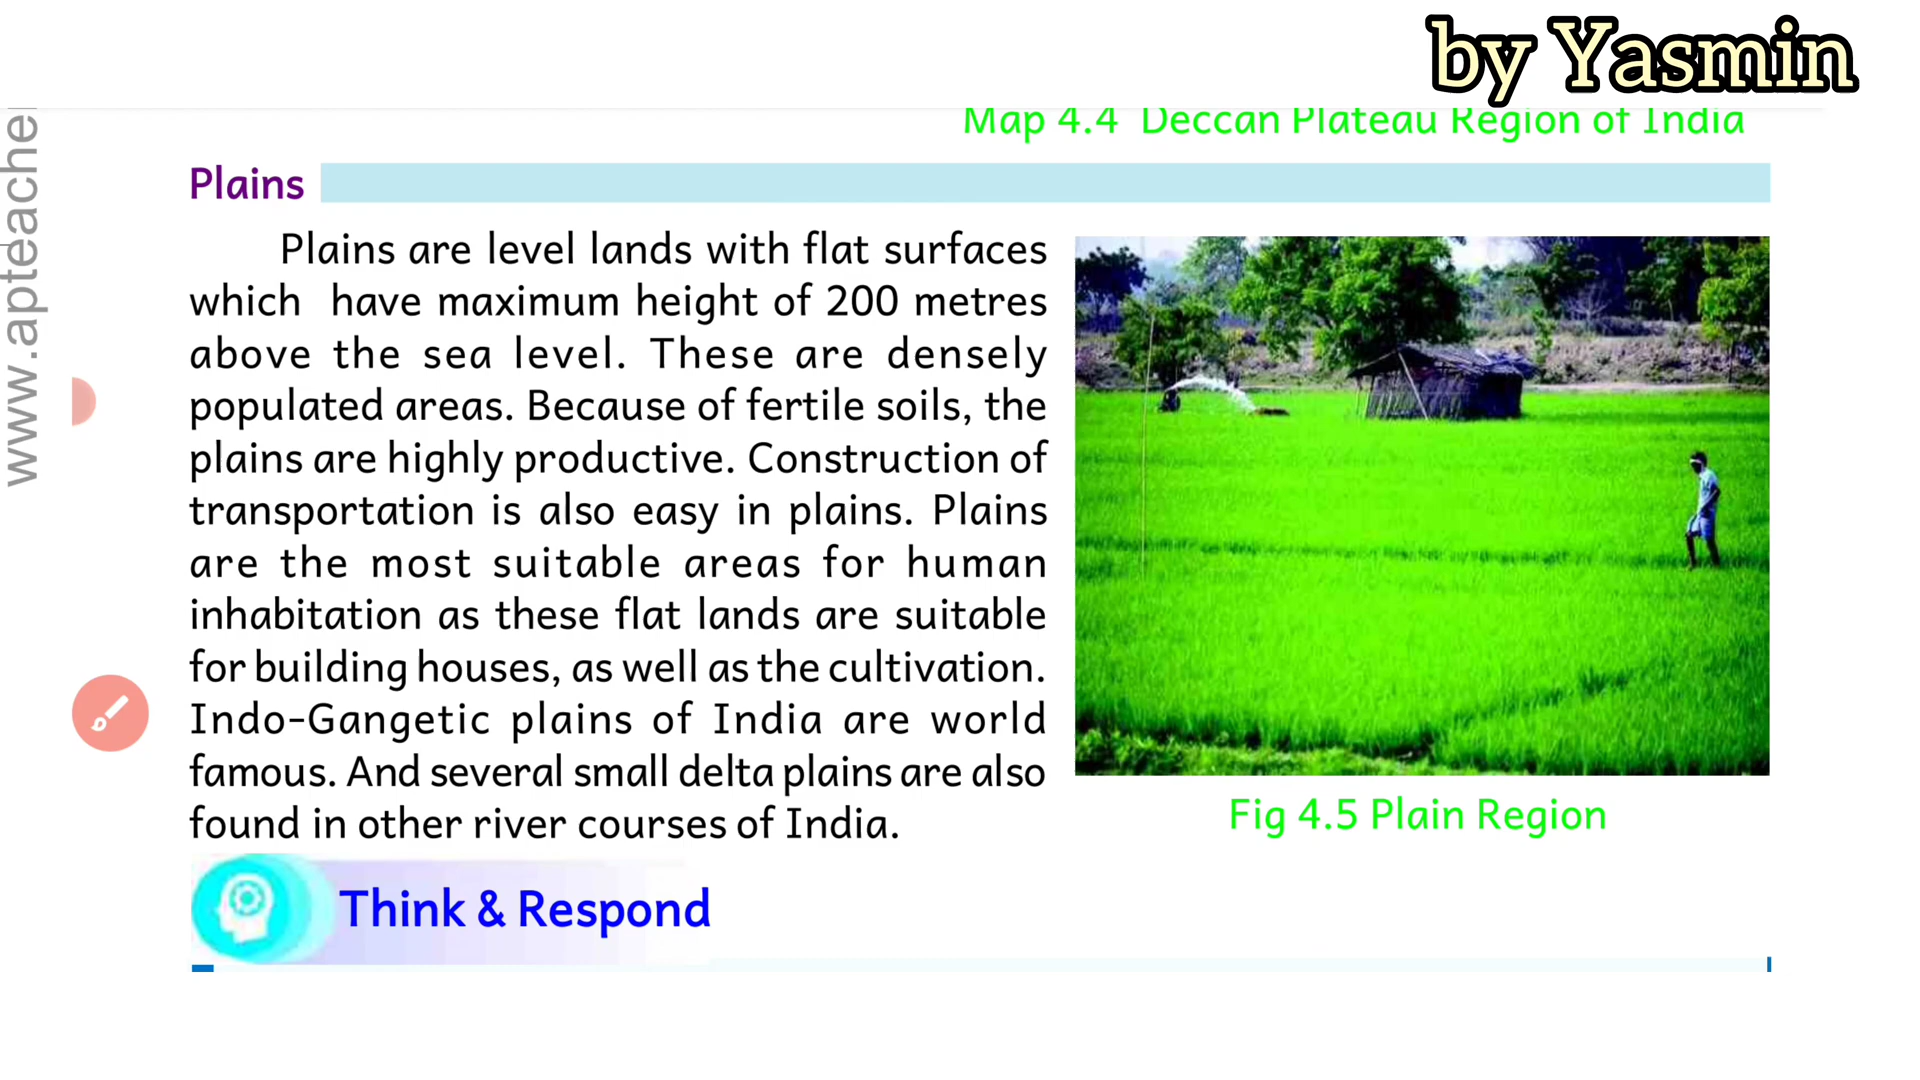 by Yasmin
www.apteache
Map 4.4 Deccan Plateau Region of India
Plains
Plains are level lands with flat surfaces
which have maximum height of 200 metres
above the sea level. These are densely
populated areas. Because of fertile soils, the
plains are highly productive. Construction of
transportation is also easy in plains. Plains
are the most suitable areas for human
inhabitation as these flat lands are suitable
for building houses, as well as the cultivation.
Indo-Gangetic plains of India are world
famous. And several small delta plains are also
found in other river courses of India.
Fig 4.5 Plain Region
Think & Respond